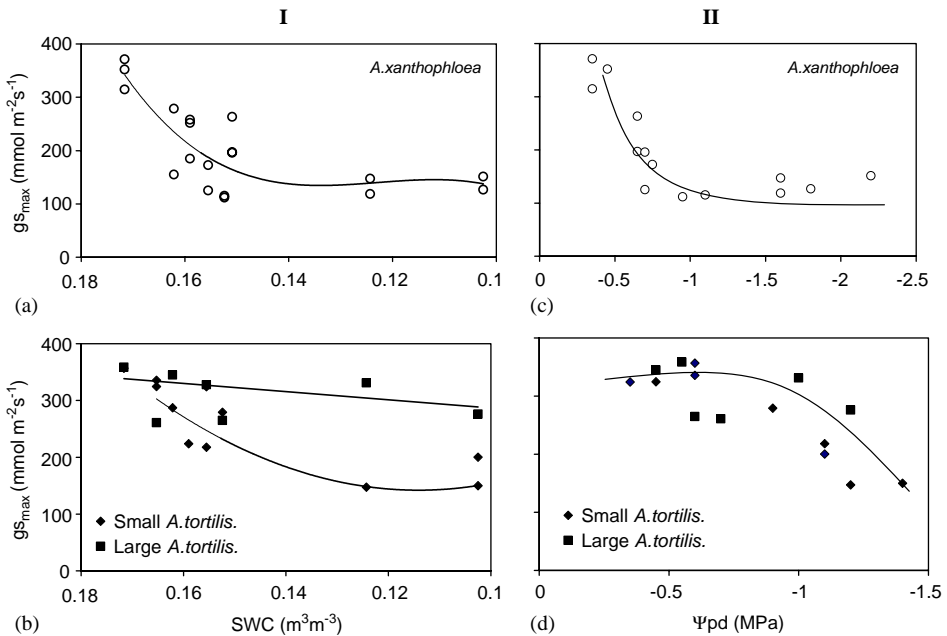 I
II
400
300
200
100
0
gs_max (mmol m⁻²s⁻¹)
A.xanthophloea
0.18 0.16 0.14 0.12 0.1
(a)
A.xanthophloea
0 -0.5 -1 -1.5 -2 -2.5
(c)
400
300
200
100
0
gs_max (mmol m⁻²s⁻¹)
Small A.tortilis.
Large A.tortilis.
0.18 0.16 0.14 0.12 0.1
(b)
SWC (m³m⁻³)
Small A.tortilis.
Large A.tortilis.
0 -0.5 -1 -1.5
(d)
Ψpd (MPa)